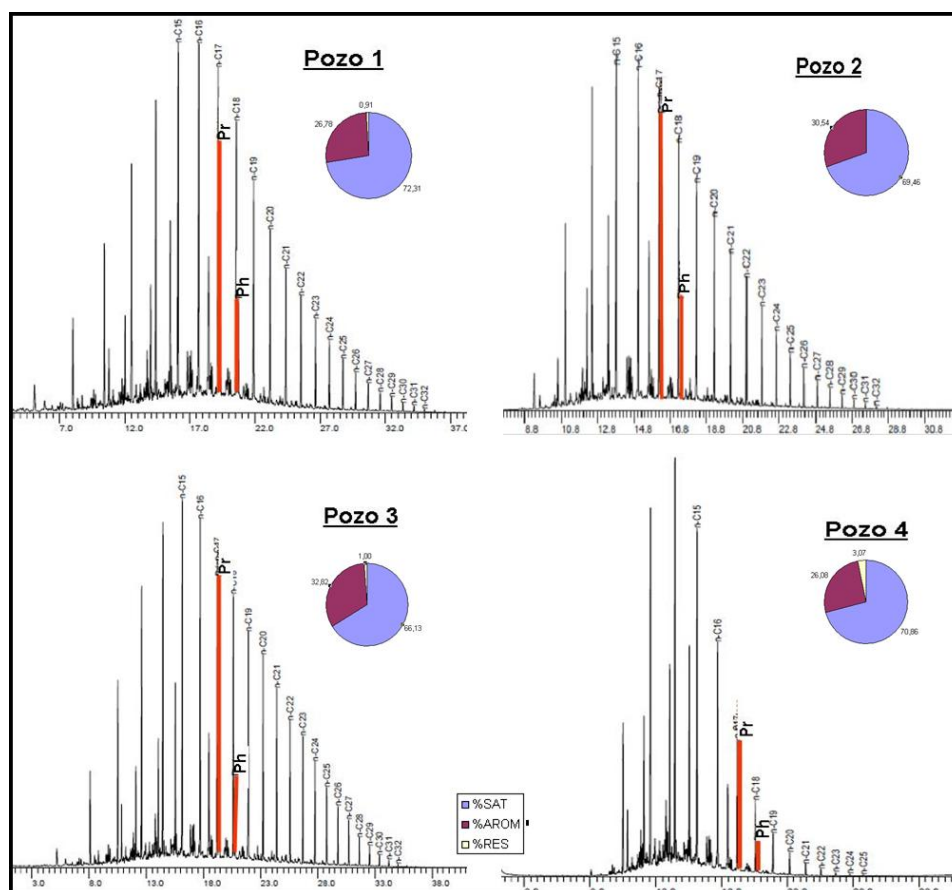 Pozo 1
n-C15
n-C16
n-C17
Pr
n-C18
Ph
n-C19
n-C20
n-C21
n-C22
n-C23
n-C24
n-C25
n-C26
n-C27
n-C28
n-C29
n-C30
n-C31
n-C32
0,91
26,78
72,31
7.0
12.0
17.0
22.0
27.0
32.0
37.0
Pozo 2
n-C15
n-C16
n-C17
Pr
n-C18
Ph
n-C19
n-C20
n-C21
n-C22
n-C23
n-C24
n-C25
n-C26
n-C27
n-C28
n-C29
n-C30
n-C31
n-C32
30,54
69,46
8.8
10.8
12.8
14.8
16.8
18.8
20.8
22.8
24.8
26.8
28.8
30.8
Pozo 3
n-C15
n-C16
n-C17
Pr
Ph
n-C19
n-C20
n-C21
n-C22
n-C23
n-C24
n-C25
n-C26
n-C27
n-C28
n-C29
n-C30
n-C31
n-C32
1,00
32,82
66,13
3.0
8.0
13.0
18.0
23.0
28.0
33.0
38.0
Pozo 4
n-C15
n-C16
Pr
n-C18
Ph
n-C19
n-C20
n-C21
n-C22
n-C23
n-C24
n-C25
3,07
26,08
70,86
%SAT
%AROM
%RES